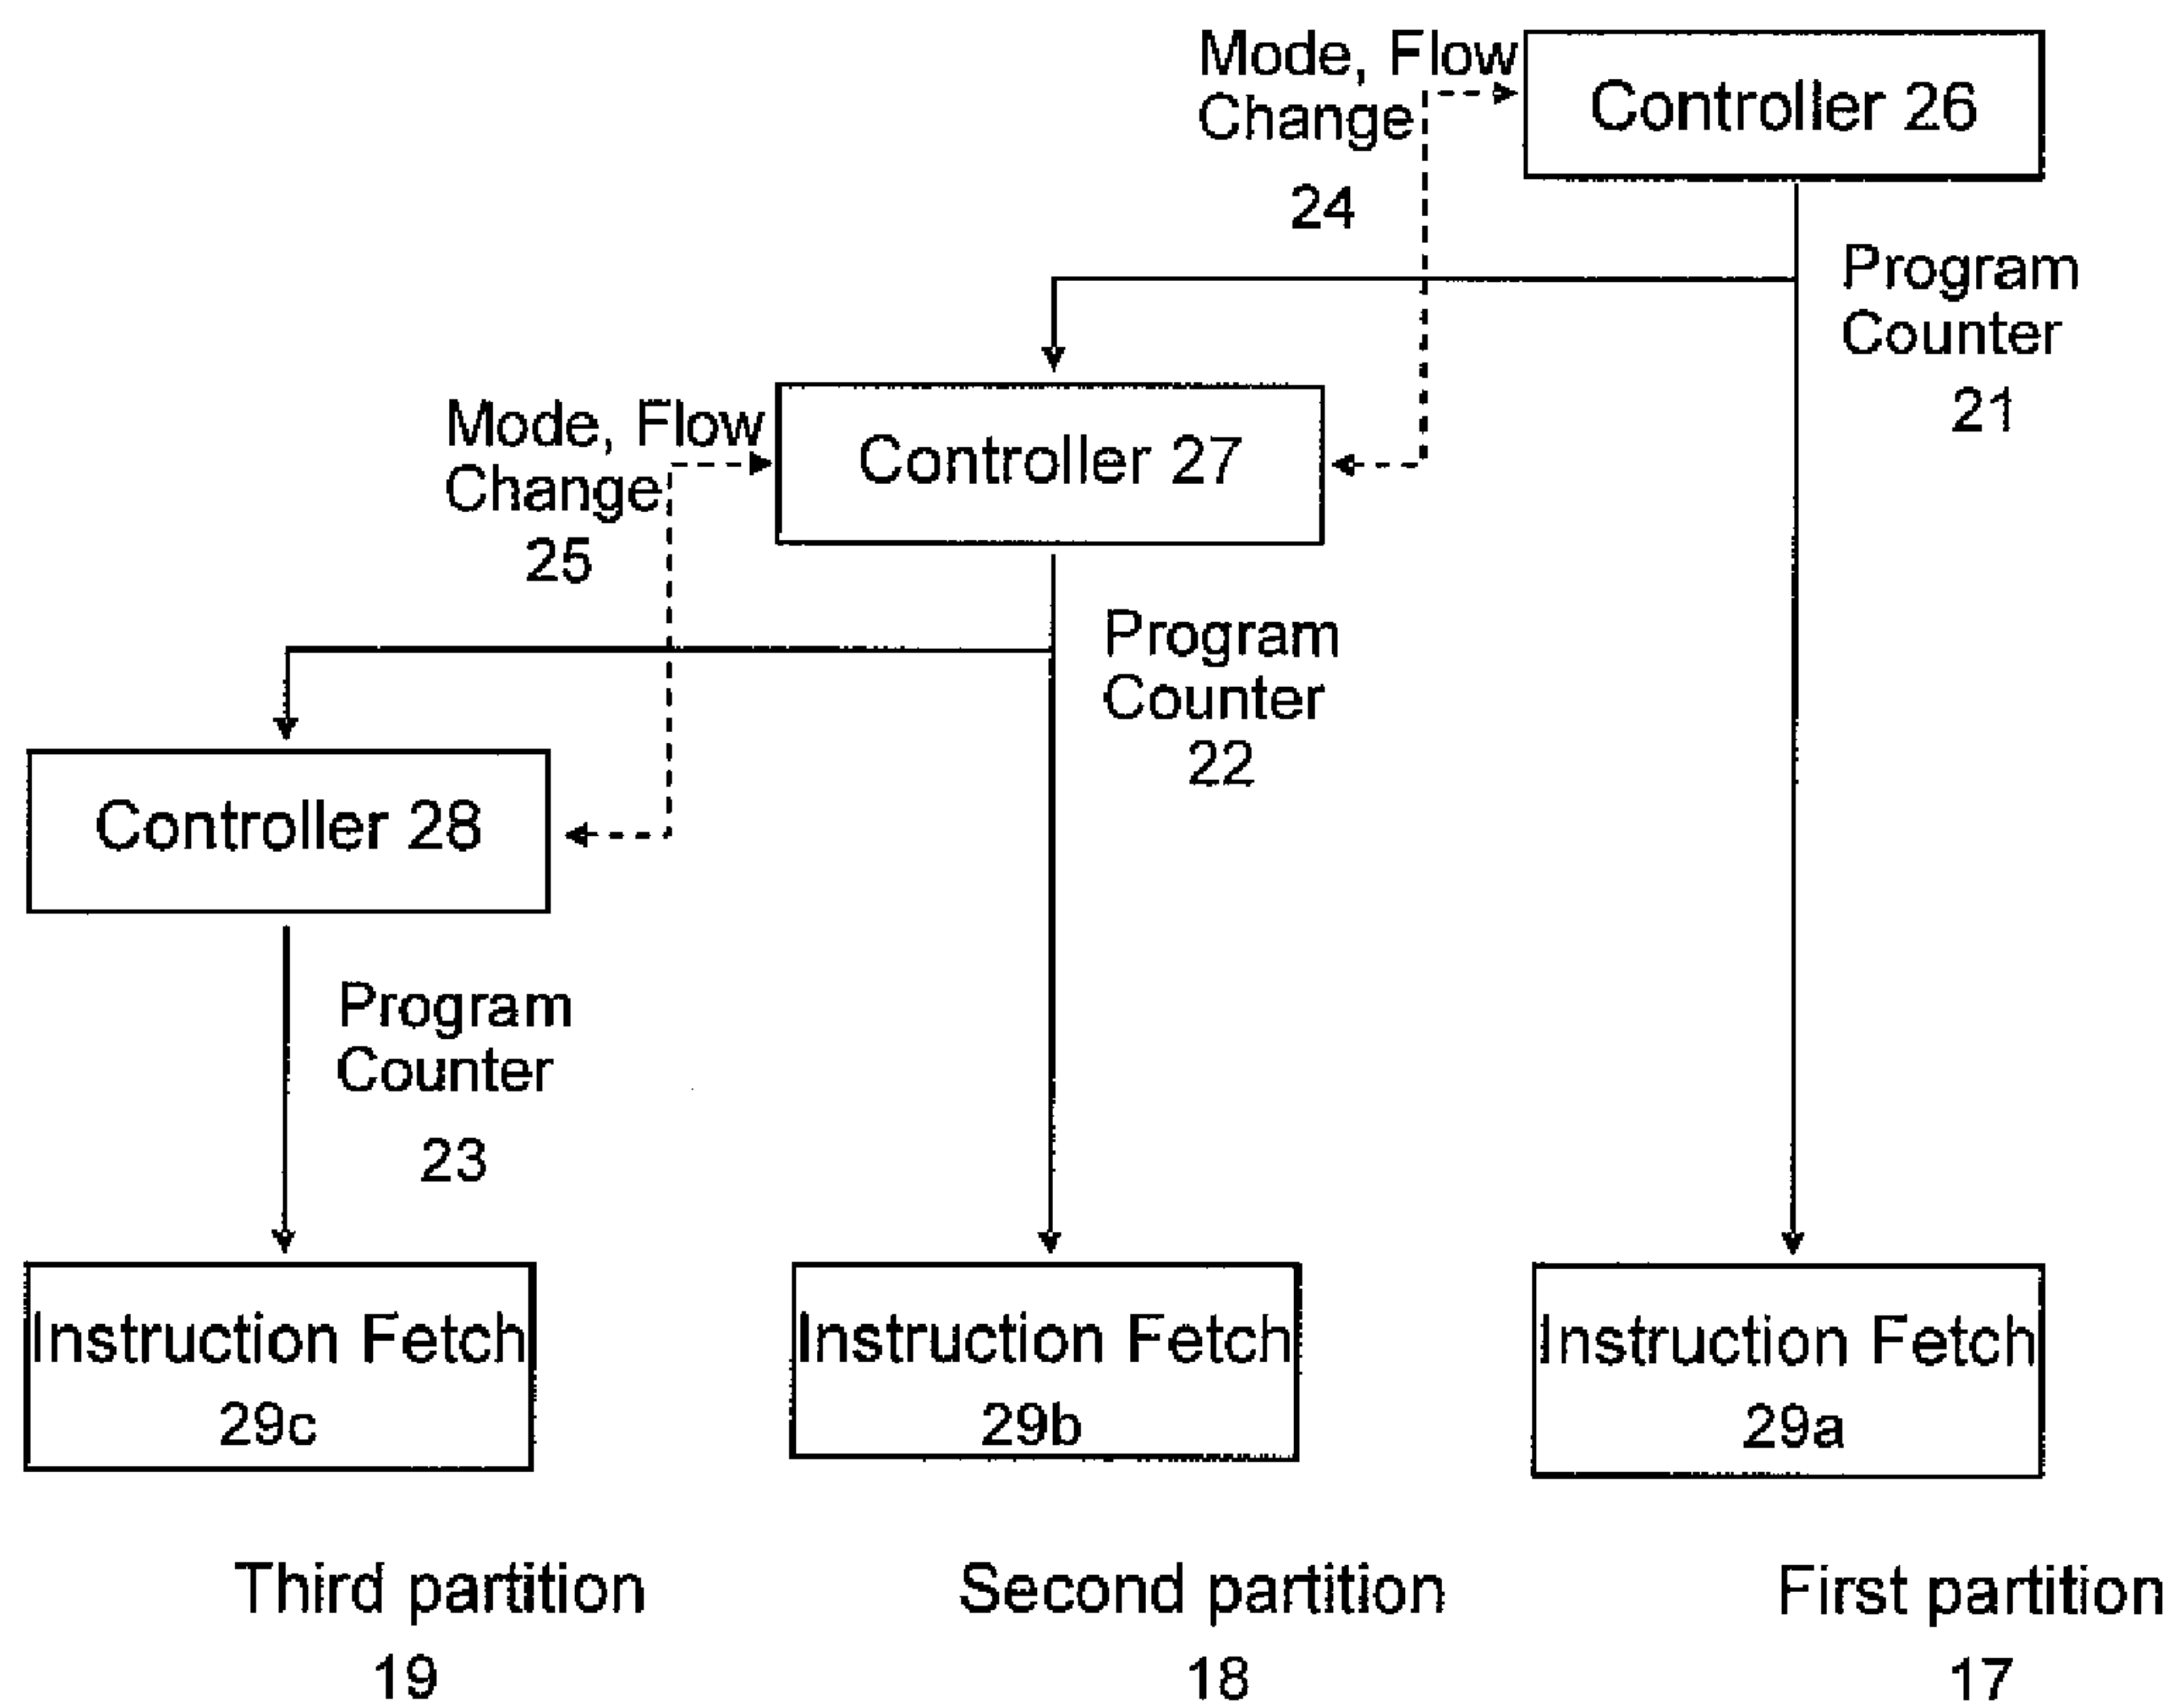 Mode, Flow
Change
24
Controller 26
Program
Counter
21
Mode, Flow
Change
25
Controller 27
Program
Counter
22
Controller 28
Program
Counter
23
Instruction Fetch
29c
Instruction Fetch
29b
Instruction Fetch
29a
Third partition
19
Second partition
18
First partition
17